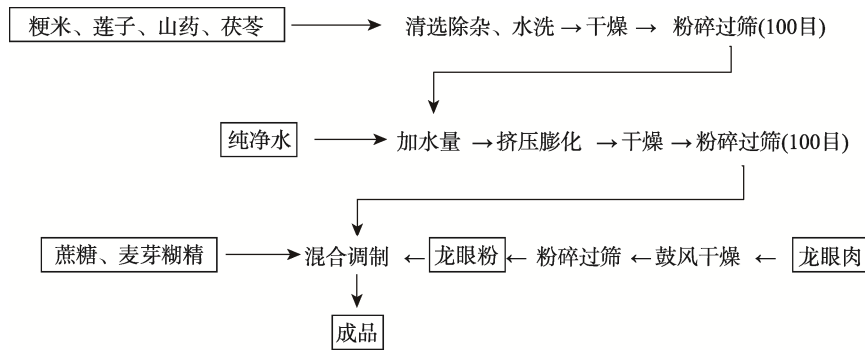 粳米、莲子、山药、茯苓 → 清选除杂、水洗 → 干燥 → 粉碎过筛(100目)
纯净水 → 加水量 → 挤压膨化 → 干燥 → 粉碎过筛(100目)
蔗糖、麦芽糊精 → 混合调制 ← 龙眼粉 ← 粉碎过筛 ← 鼓风干燥 ← 龙眼肉
成品